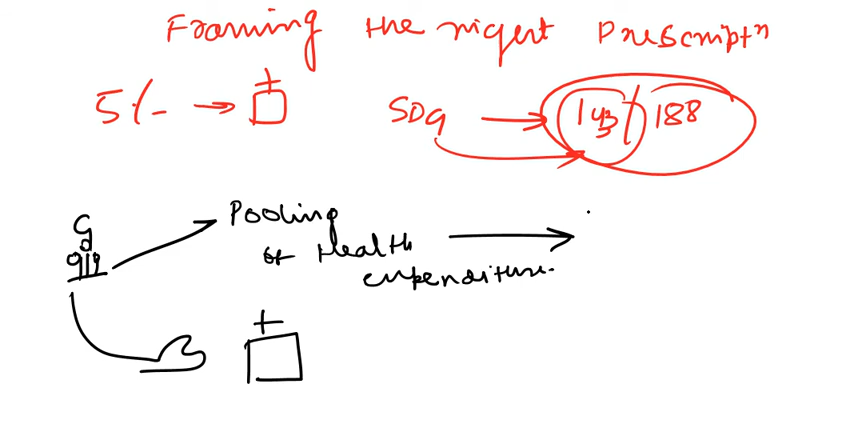 Framing the right Prescriptn
5 %
SDG 143/188
Pooling
of Health
expenditure.